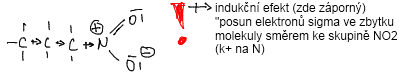 indukční efekt (zde záporný)
"posun elektronů sigma ve zbytku
molekuly směrem ke skupině NO2
(k+ na N)
-C→C→C→N
O
O